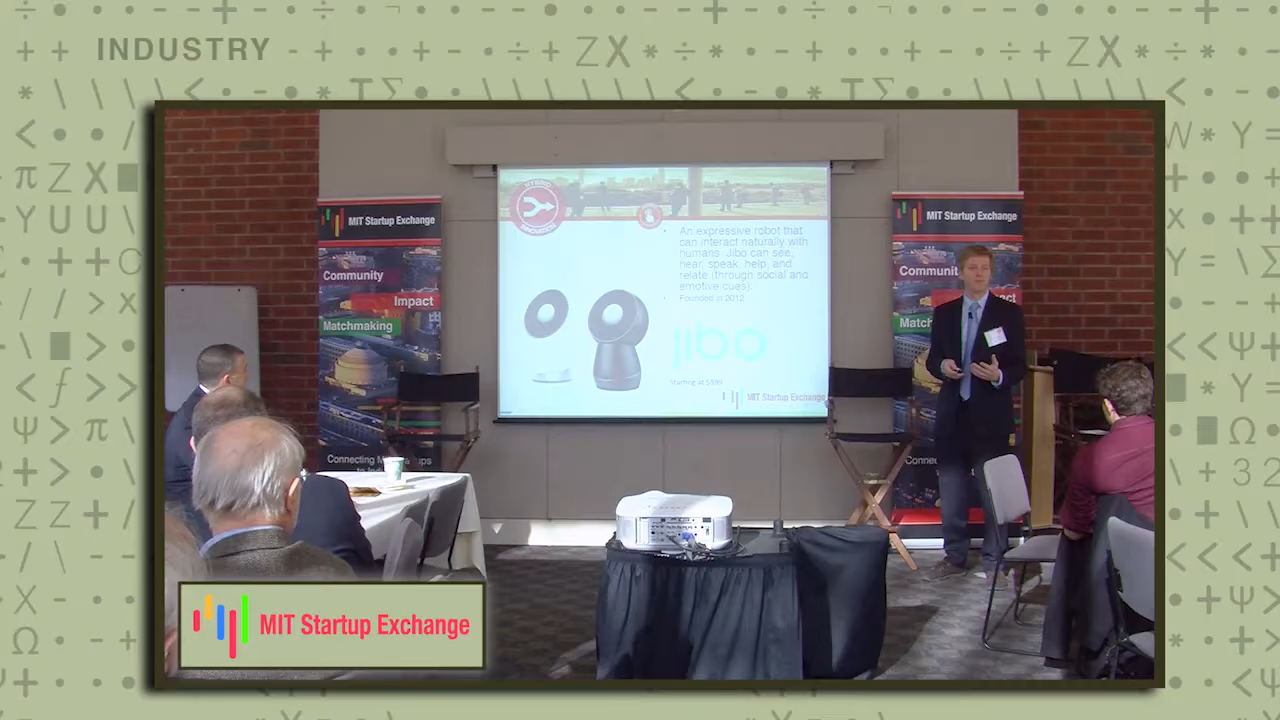 INDUSTRY
MIT Startup Exchange
Community
Impact
Matchmaking
HYBRID
INNOVATION
An expressive robot that
can interact naturally with
humans. Jibo can see,
hear, speak, help, and
relate (through social and
emotive cues).
Founded in 2012
jibo
Starting at $599
MIT Startup Exchange
MIT Startup Exchange
MIT Startup Exchange